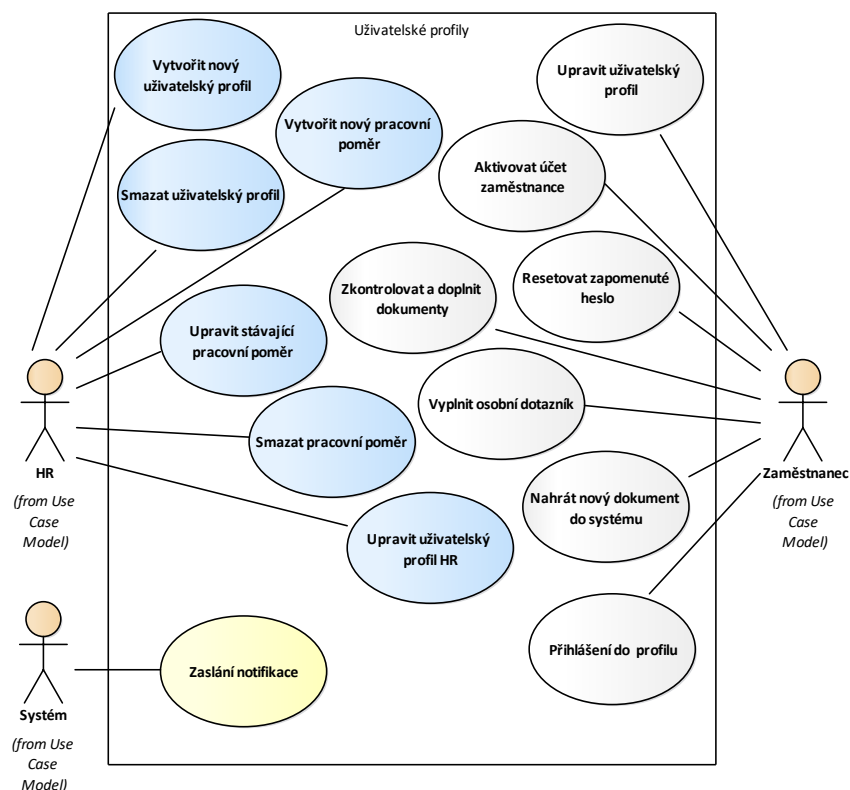 Uživatelské profily
Vytvořit nový
uživatelský profil
Upravit uživatelský
profil
Vytvořit nový pracovní
poměr
Aktivovat účet
zaměstnance
Smazat uživatelský profil
Zkontrolovat a doplnit
dokumenty
Resetovat zapomenuté
heslo
Upravit stávající
pracovní poměr
Vyplnit osobní dotazník
Smazat pracovní poměr
HR
(from Use
Case
Model)
Zaměstnanec
(from Use
Case
Model)
Nahrát nový dokument
do systému
Upravit uživatelský
profil HR
Přihlášení do profilu
Zaslání notifikace
Systém
(from Use
Case
Model)